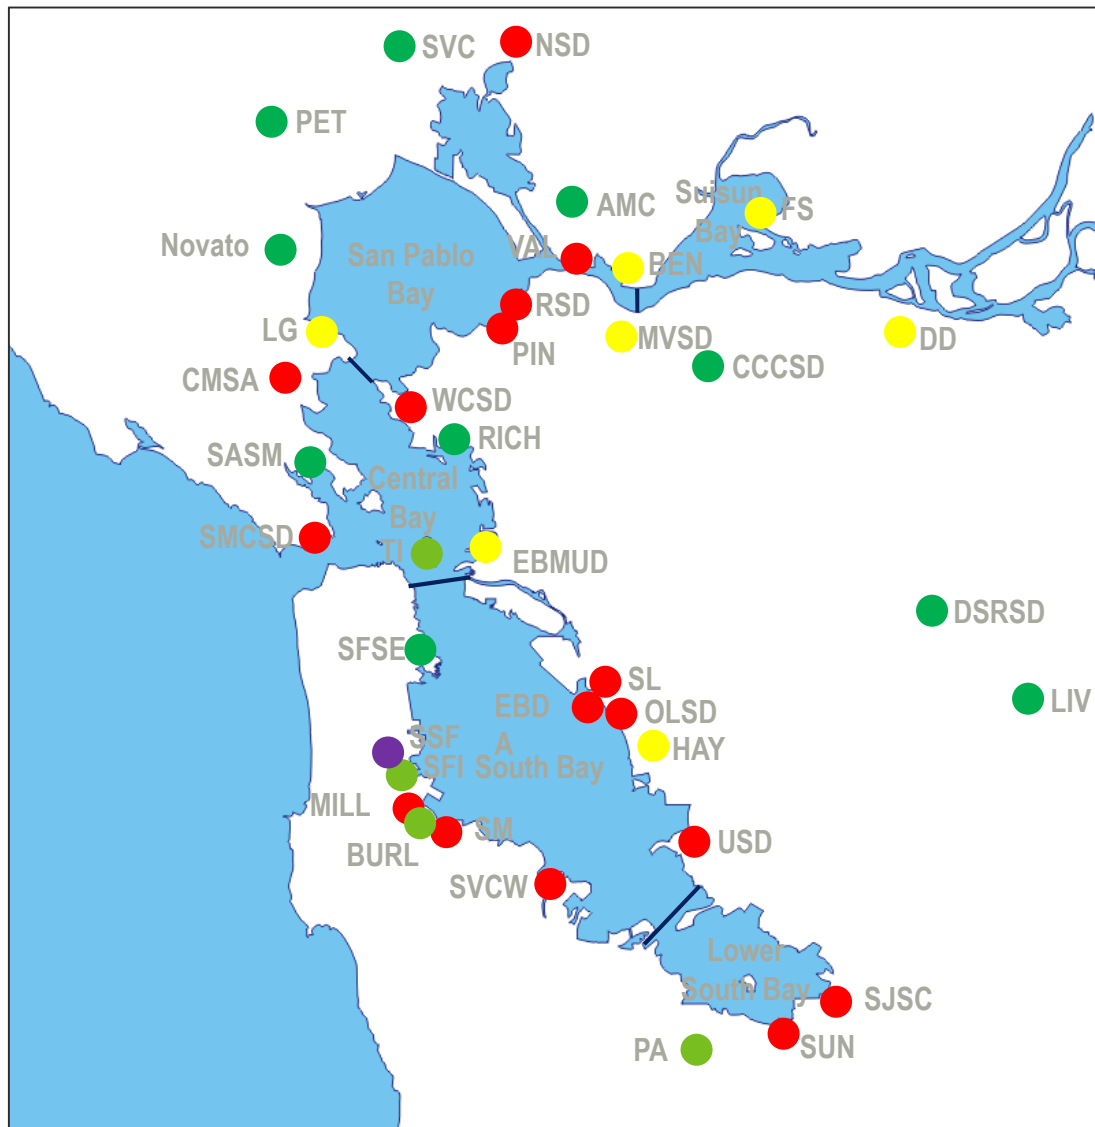 SVC
NSD
PET
AMC
Suisun
Bay
FS
Novato
VAL
BEN
San Pablo
Bay
RSD
LG
PIN
MVSD
DD
CMSA
CCCSD
WCSD
SASM
RICH
Central
Bay
SMCSD
TI
EBMUD
DSRSD
SFSE
SL
LIV
EBD
A
OLSD
SSF
HAY
SFI
South Bay
MILL
SM
BURL
USD
SVCW
Lower
South Bay
SJSC
PA
SUN